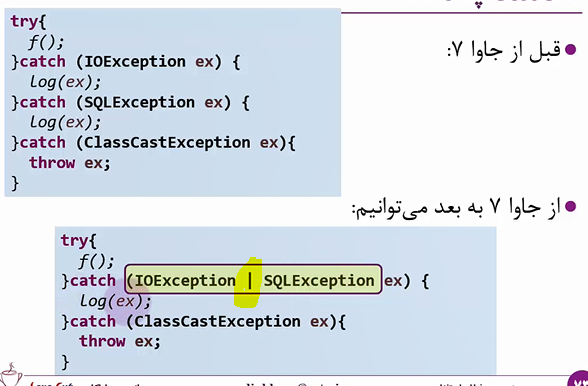 قبل از جاوا ۷:
try{
f();
}catch (IOException ex) {
log(ex);
}catch (SQLException ex) {
log(ex);
}catch (ClassCastException ex){
throw ex;
}
از جاوا ۷ به بعد می‌توانیم:
try{
f();
}catch (IOException | SQLException ex) {
log(ex);
}catch (ClassCastException ex){
throw ex;
}